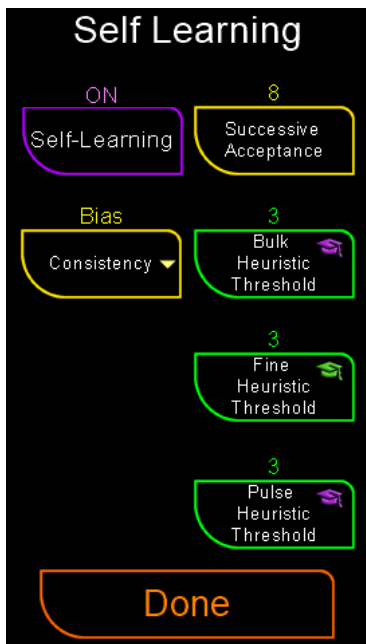 Self Learning
ON
Self-Learning
8
Successive
Acceptance
Bias
Consistency
3
Bulk
Heuristic
Threshold
3
Fine
Heuristic
Threshold
3
Pulse
Heuristic
Threshold
Done